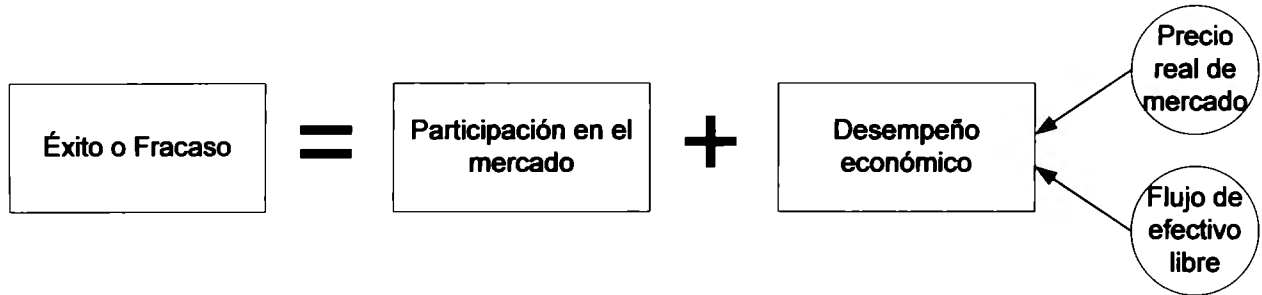 Éxito o Fracaso
=
Participación en el
mercado
+
Desempeño
económico
Precio
real de
mercado
Flujo de
efectivo
libre